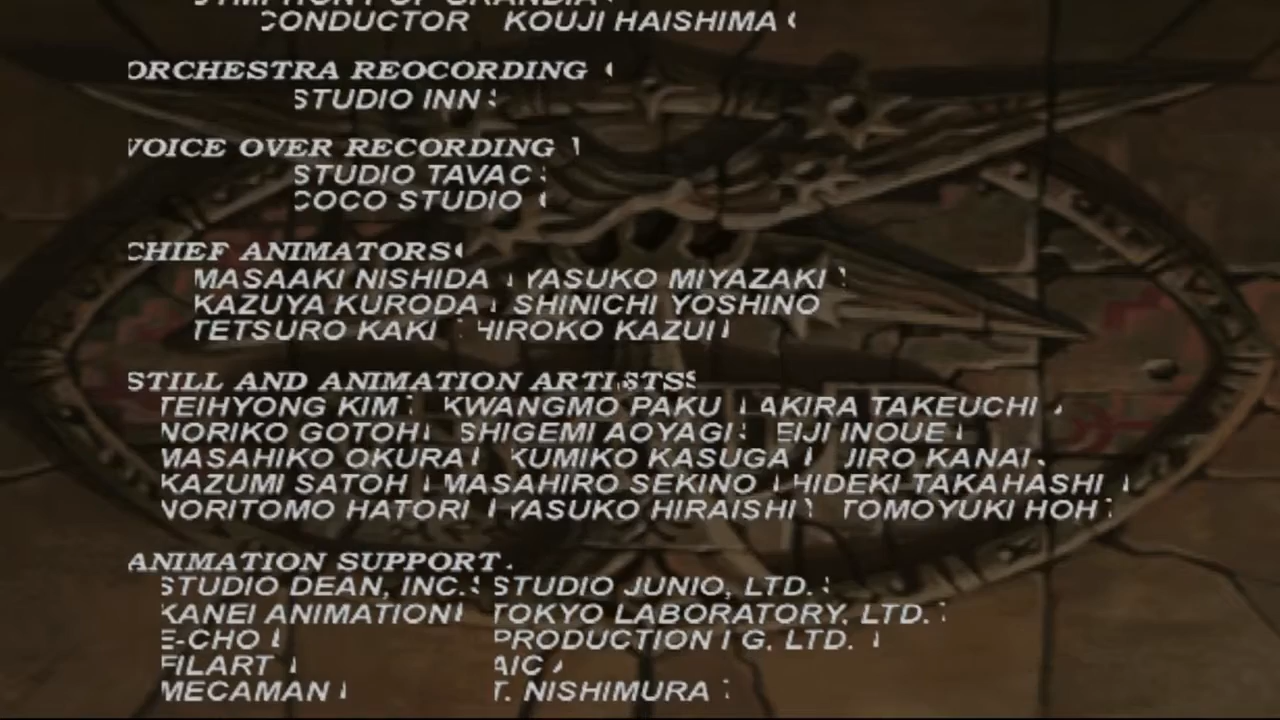 SYMPHONY OF GRANDIA
CONDUCTOR KOUJI HAISHIMA
ORCHESTRA REOCORDING
STUDIO INN
VOICE OVER RECORDING
STUDIO TAVAC
COCO STUDIO
CHIEF ANIMATORS
MASAAKI NISHIDA YASUKO MIYAZAKI
KAZUYA KURODA SHINICHI YOSHINO
TETSURO KAKI HIROKO KAZUI
STILL AND ANIMATION ARTISTS
TEIHYONG KIM KWANGMO PAKU AKIRA TAKEUCHI
NORIKO GOTOH SHIGEMI AOYAGI EIJI INOUE
MASAHIKO OKURA KUMIKO KASUGA JIRO KANAI
KAZUMI SATOH MASAHIRO SEKINO HIDEKI TAKAHASHI
NORITOMO HATORI YASUKO HIRAISHI TOMOYUKI HOH
ANIMATION SUPPORT
STUDIO DEAN, INC. STUDIO JUNIO, LTD.
KANEI ANIMATION TOKYO LABORATORY, LTD.
E-CHO PRODUCTION I G, LTD.
FILART AIC
MECAMAN T. NISHIMURA